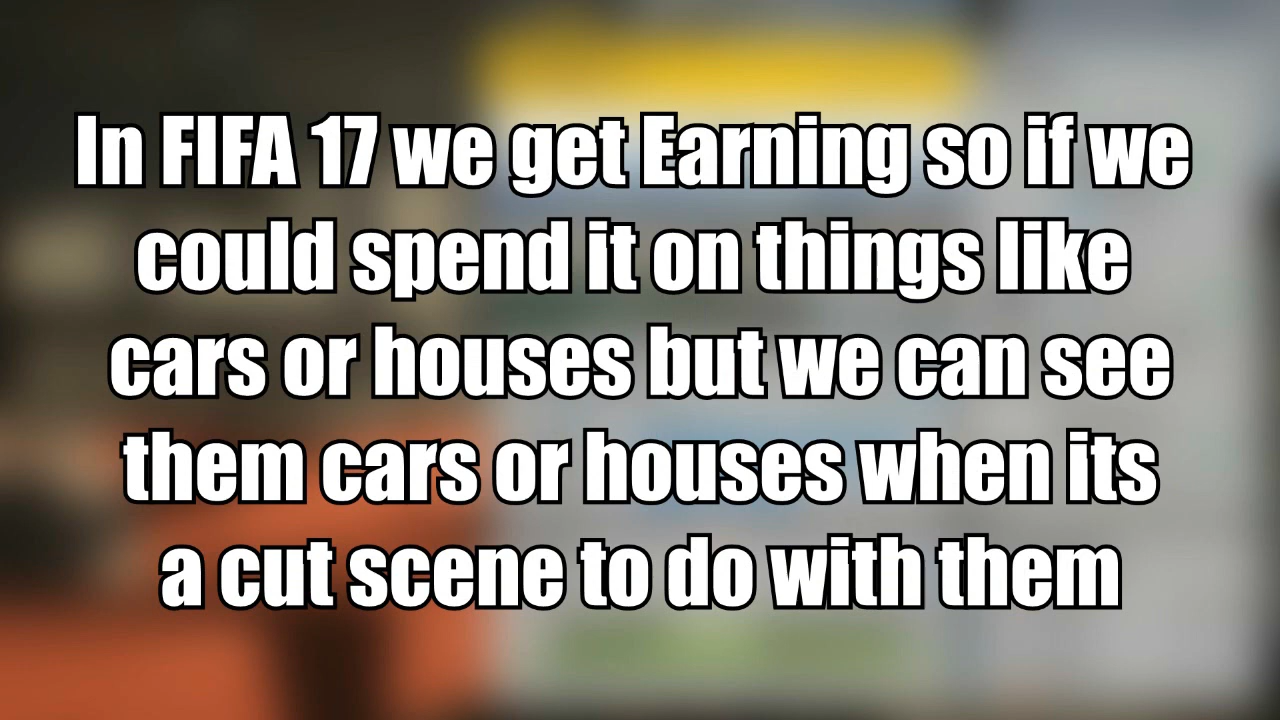 In FIFA 17 we get Earning so if we
could spend it on things like
cars or houses but we can see
them cars or houses when its
a cut scene to do with them